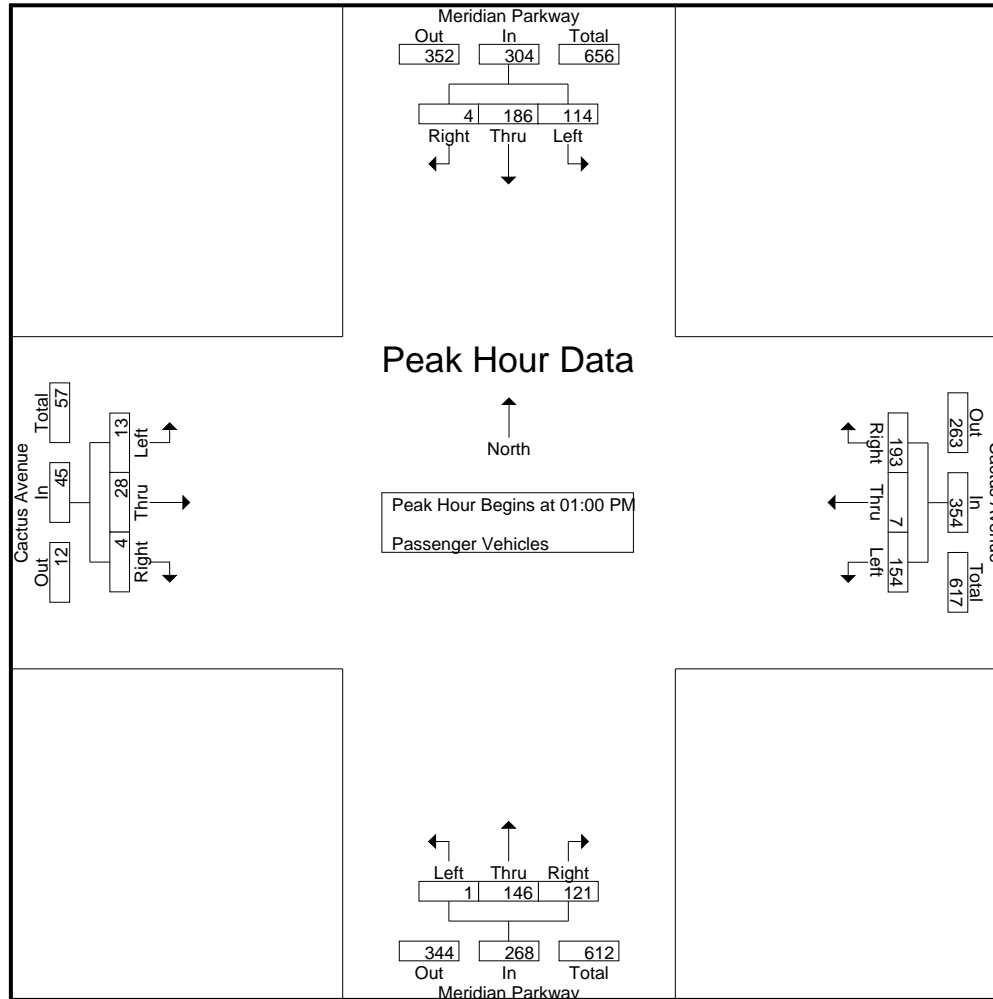 Meridian Parkway
Out In Total
352 304 656
4 186 114
Right Thru Left
Peak Hour Data
North
Peak Hour Begins at 01:00 PM
Passenger Vehicles
Cactus Avenue
Total In Out
57 45 12
13 28 4
Left Thru Right
Right Thru Left
193 7 154
Out In Total
263 354 617
Cactus Avenue
Left Thru Right
1 146 121
344 268 612
Out In Total
Meridian Parkway